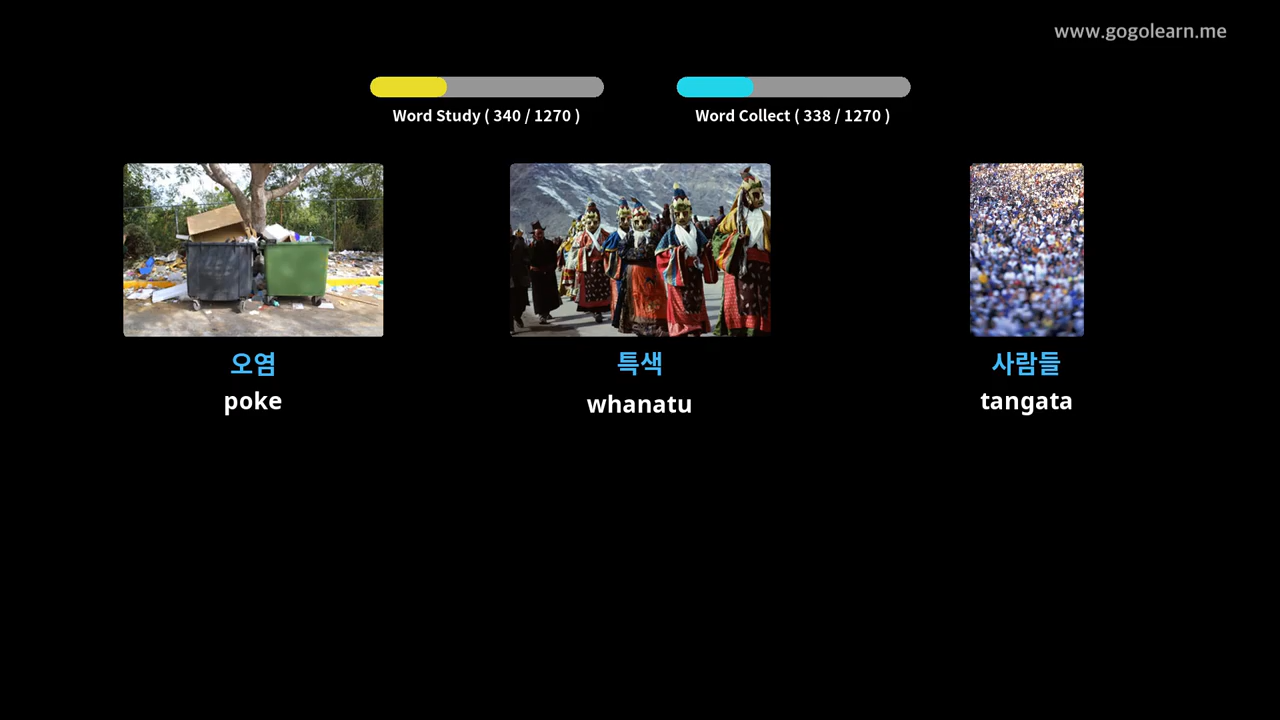 www.gogolearn.me
Word Study ( 340 / 1270 )
Word Collect ( 338 / 1270 )
오염
특색
사람들
poke
whanatu
tangata